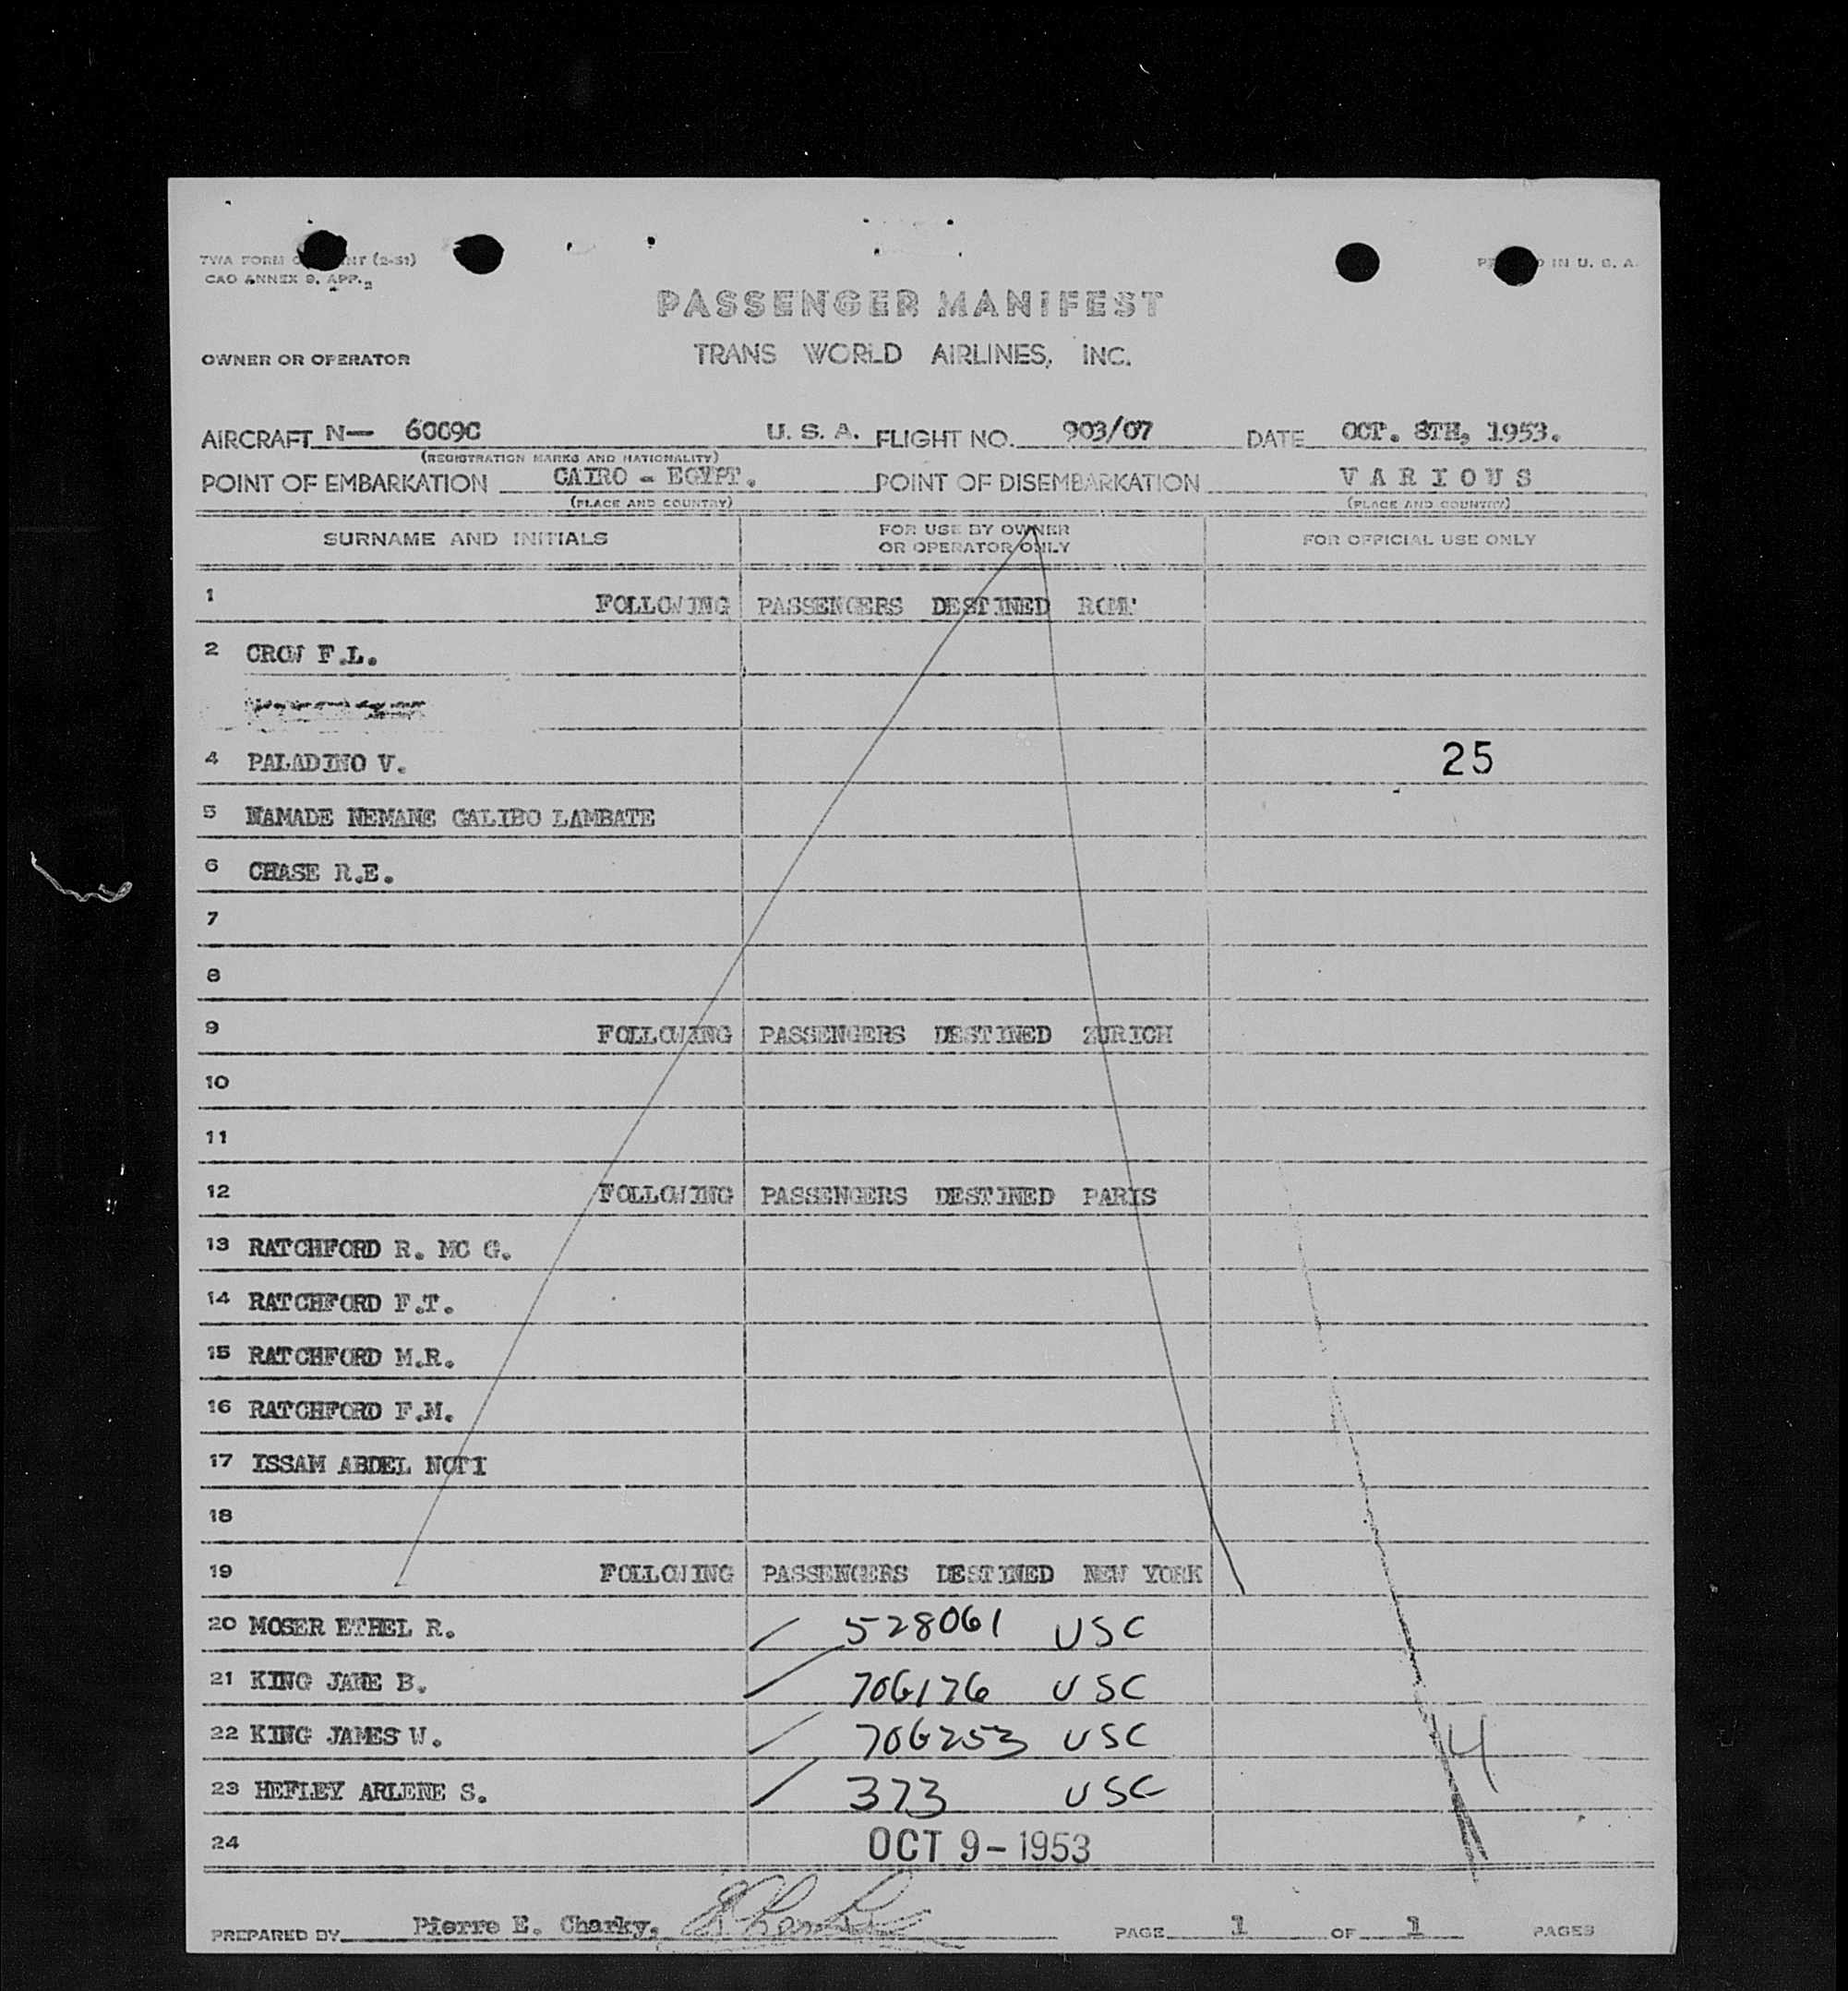 TWA FORM (2-51)
CAO ANNEX 9, APP. 2
IN U. S. A.
PASSENGER MANIFEST
OWNER OR OPERATOR TRANS WORLD AIRLINES, INC.
AIRCRAFT N— 6009C U. S. A. FLIGHT NO. 903/07 DATE OCT. 8TH, 1953.
(REGISTRATION MARKS AND NATIONALITY)
POINT OF EMBARKATION CAIRO - EGYPT. POINT OF DISEMBARKATION VARIOUS
(PLACE AND COUNTRY) (PLACE AND COUNTRY)
SURNAME AND INITIALS FOR USE BY OWNER OR OPERATOR ONLY FOR OFFICIAL USE ONLY
1 FOLLOWING PASSENGERS DESTINED ROME
2 CROW F.L.
4 PALADINO V. 25
5 NAMADE NEMANE GALIBO LAMBATE
6 CHASE R.E.
7
8
9 FOLLOWING PASSENGERS DESTINED ZURICH
10
11
12 FOLLOWING PASSENGERS DESTINED PARIS
13 RATCHFORD R. MC G.
14 RATCHFORD F.T.
15 RATCHFORD M.R.
16 RATCHFORD F.M.
17 ISSAM ABDEL
18
19 FOLLOWING PASSENGERS DESTINED NEW YORK
20 MOSER ETHEL R. 528061 USC
21 KING JANE B. 706176 USC
22 KING JAMES W. 706253 USC 4
23 HEFLEY ARLENE S. 373 USC
24 OCT 9-1953
PREPARED BY Pierre E. Charky, PAGE 1 OF 1 PAGES